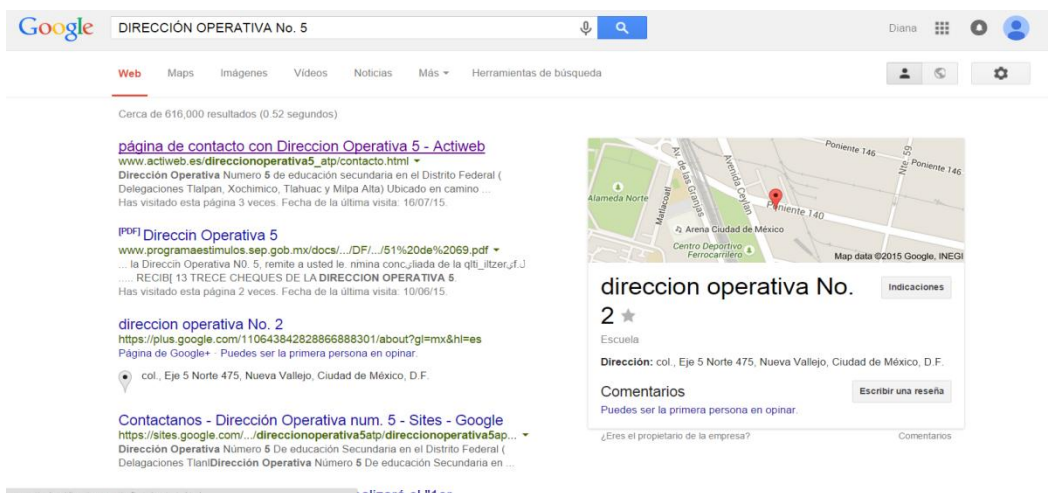 Google
DIRECCIÓN OPERATIVA No. 5
Diana
Web Maps Imágenes Vídeos Noticias Más Herramientas de búsqueda
Cerca de 616,000 resultados (0.52 segundos)
página de contacto con Direccion Operativa 5 - Actiweb
www.actiweb.es/direccionoperativa5_atp/contacto.html
Dirección Operativa Numero 5 de educación secundaria en el Distrito Federal (
Delegaciones Tlalpan, Xochimico, Tlahuac y Milpa Alta) Ubicado en camino ...
Has visitado esta página 3 veces. Fecha de la última visita: 16/07/15.
[PDF] Direccin Operativa 5
www.programaestimulos.sep.gob.mx/docs/.../DF/.../51%20de%2069.pdf
... la Direccin Operativa N0. 5, remite a usted le. nmina
..... RECIB[ 13 TRECE CHEQUES DE LA DIRECCION OPERATIVA 5.
Has visitado esta página 2 veces. Fecha de la última visita: 10/06/15.
direccion operativa No. 2
https://plus.google.com/110643842828866888301/about?gl=mx&hl=es
Página de Google+ · Puedes ser la primera persona en opinar.
col., Eje 5 Norte 475, Nueva Vallejo, Ciudad de México, D.F.
Contactanos - Dirección Operativa num. 5 - Sites - Google
https://sites.google.com/.../direccionoperativa5atp/direccionoperativa5ap...
Dirección Operativa Número 5 De educación Secundaria en el Distrito Federal (
Delagaciones TlanlDirección Operativa Número 5 De educación Secundaria en ...
Poniente 146
Nte. 59
Poniente 146
Av. de las Granjas
Avenida Ceylan
Alameda Norte
Matlacoatl
Poniente 140
Arena Ciudad de México
Centro Deportivo
Ferrocarrilero
Map data ©2015 Google, INEGI
direccion operativa No.
2
Indicaciones
Escuela
Dirección: col., Eje 5 Norte 475, Nueva Vallejo, Ciudad de México, D.F.
Comentarios
Escribir una reseña
Puedes ser la primera persona en opinar.
¿Eres el propietario de la empresa? Comentarios